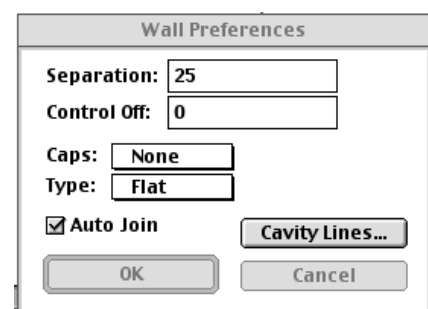 Wall Preferences
Separation: 25
Control Off: 0
Caps: None
Type: Flat
Auto Join
Cavity Lines...
OK Cancel